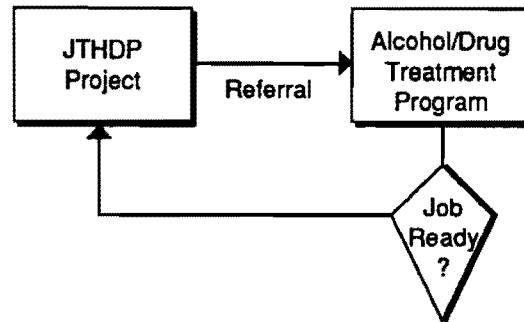 JTHDP
Project
Referral
Alcohol/Drug
Treatment
Program
Job
Ready
?